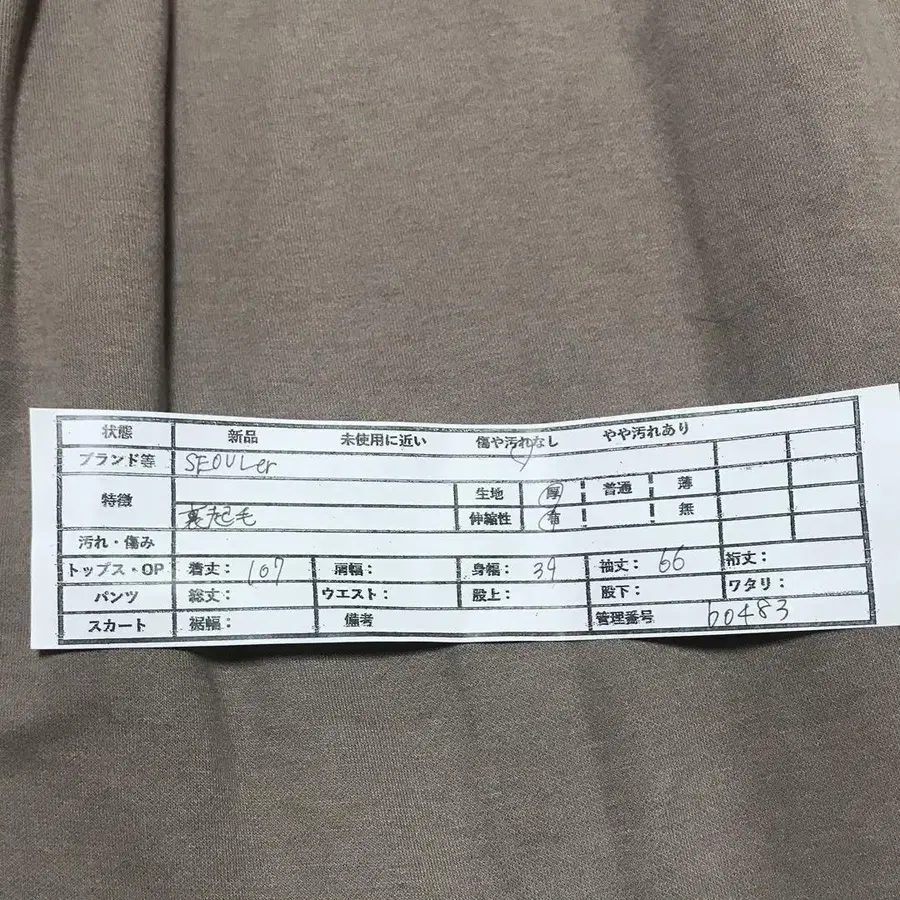 状態 新品 未使用に近い 傷や汚れなし やや汚れあり
ブランド等 SEOULer
特徴 生地 厚 普通 薄
裏起毛 伸縮性 有 無
汚れ・傷み
トップス・OP 着丈: 107 肩幅: 身幅: 39 袖丈: 66 裄丈:
パンツ 総丈: ウエスト: 股上: 股下: ワタリ:
スカート 裾幅: 備考 管理番号 b0483